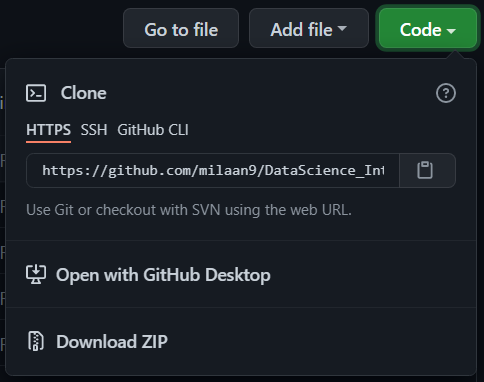 Go to file Add file Code
Clone
HTTPS SSH GitHub CLI
https://github.com/milaan9/DataScience_Int
Use Git or checkout with SVN using the web URL.
Open with GitHub Desktop
Download ZIP